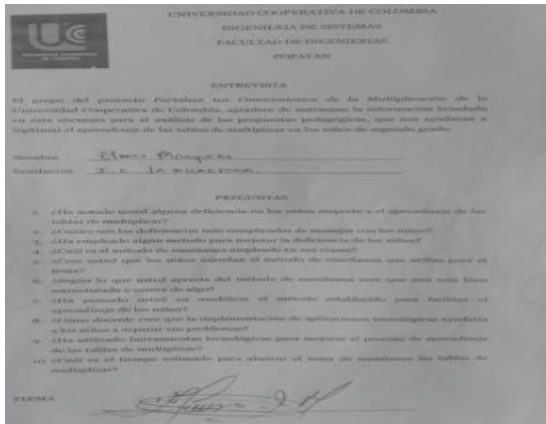 UNIVERSIDAD COOPERATIVA DE COLOMBIA
INGENIERIA DE SISTEMAS
FACULTAD DE INGENIERIAS
POPAYAN
ENTREVISTA
El grupo del proyecto Fortalece tus Conocimientos de la Multiplicación de la
Universidad Cooperativa de Colombia, agradece de antemano la información brindada
en esta encuesta para el análisis de las propuestas pedagógicas, que nos ayudaran a
legitimar el aprendizaje de las tablas de multiplicar en los niños de segundo grado.
Nombre Mosquera
Institución I. E. la
PREGUNTAS
1. ¿Ha notado usted alguna deficiencia en los niños respecto a el aprendizaje de las
tablas de multiplicar?
2. ¿Cuáles son las deficiencias más complicadas de manejar con los niños?
3. ¿Ha empleado algún método para mejorar la deficiencia de los niños?
4. ¿Cuál es el método de enseñanza empleado en sus clases?
5. ¿Cree usted que los niños asimilan el método de enseñanza que utiliza para el
tema?
6. ¿Según lo que usted aprecia del método de enseñanza cree que este está bien
estructurado o carece de algo?
7. ¿Ha pensado usted en modificar el método establecido para facilitar el
aprendizaje de los niños?
8. ¿Cómo docente cree que la implementación de aplicaciones tecnológicas ayudaría
a los niños a superar sus problemas?
9. ¿Ha utilizando herramientas tecnológicas para mejorar el proceso de aprendizaje
de las tablas de multiplicar?
10. ¿Cuál es el tiempo estimado para abarcar el tema de enseñanza las tablas de
multiplicar?
FIRMA